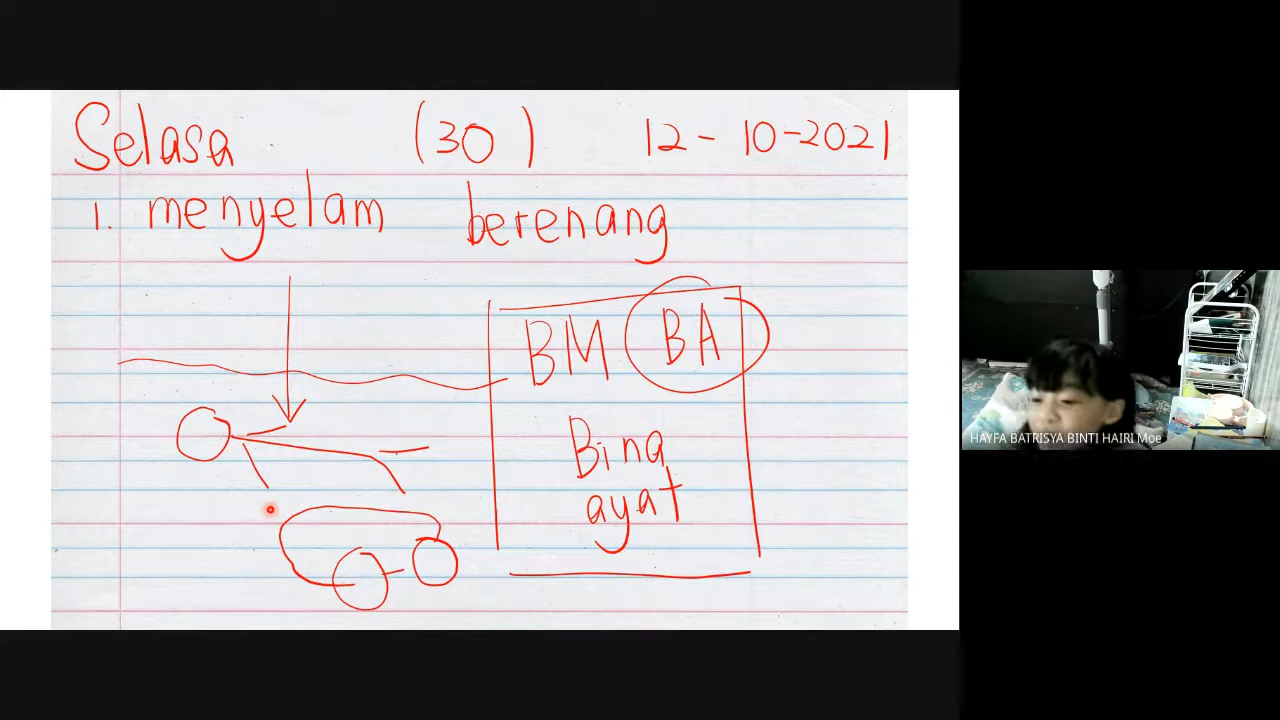 Selasa (30) 12-10-2021
1. menyelam berenang
BM BA
Bina
ayat
HAYFA BATRISYA BINTI HAIRI Moe